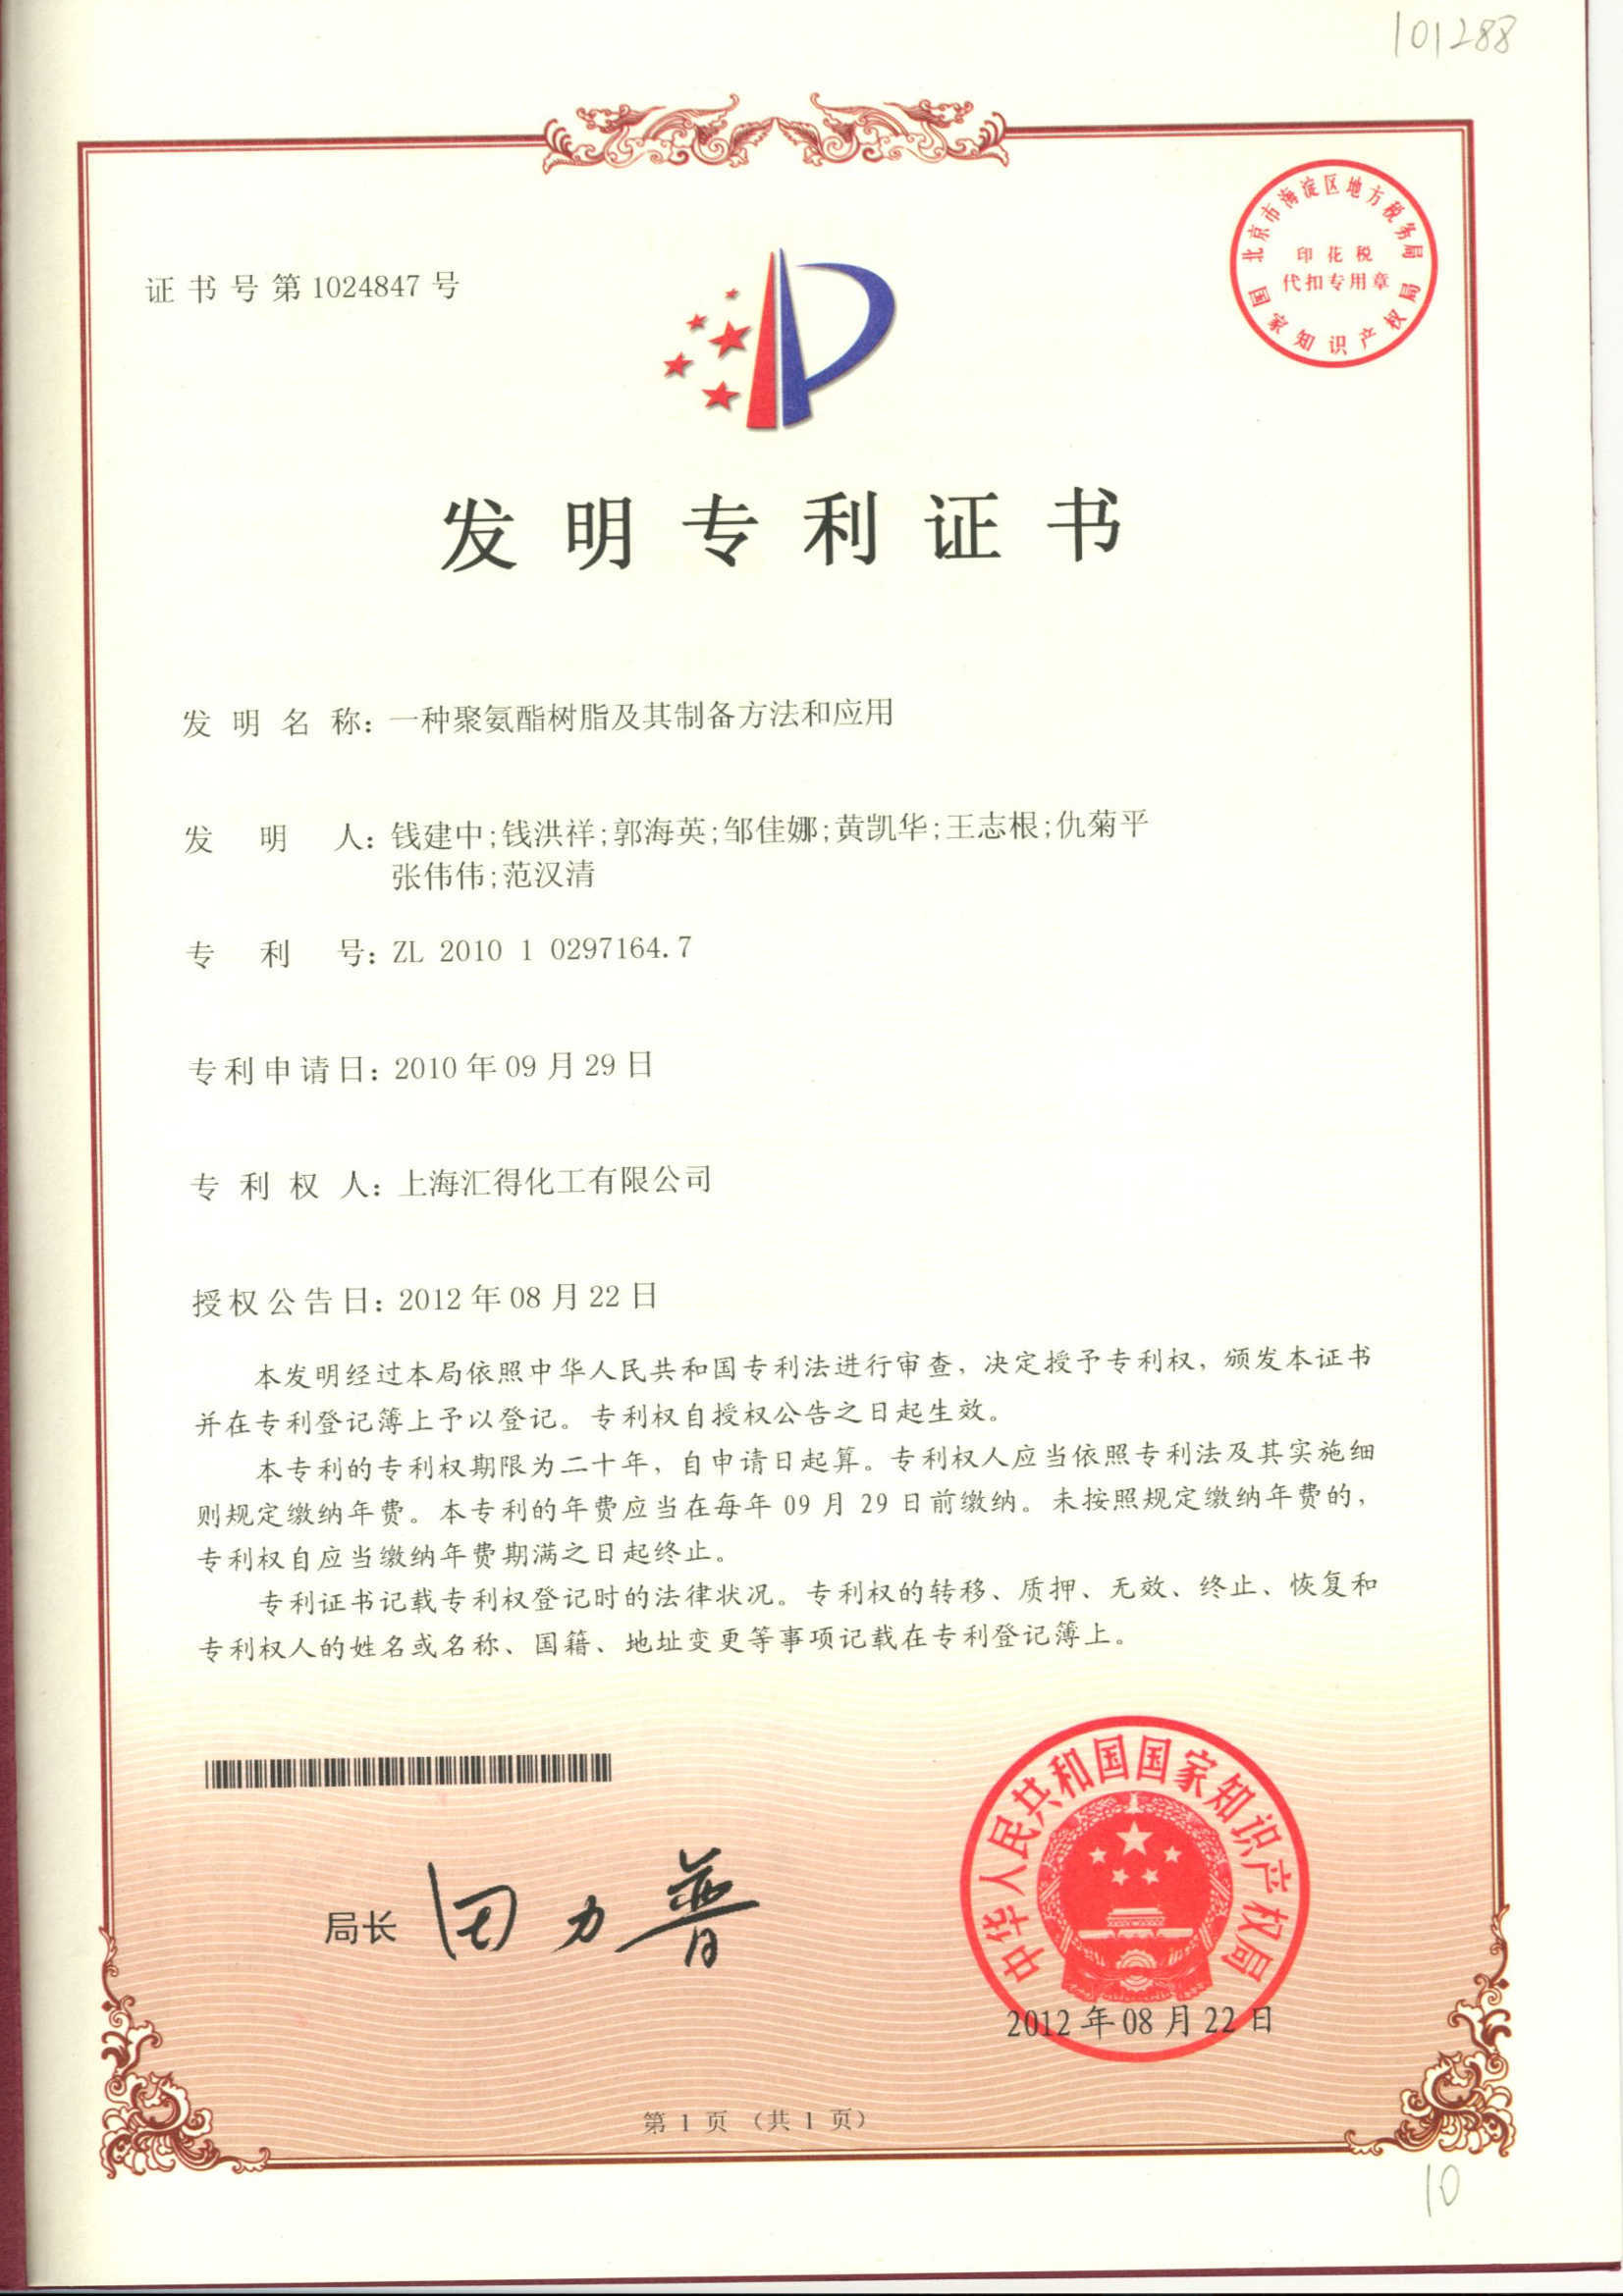 101288
北京市海淀区地方税务局
印花税
代扣专用章
国家知识产权局
证书号第1024847号
发明专利证书
发明名称：一种聚氨酯树脂及其制备方法和应用
发明人：钱建中;钱洪祥;郭海英;邹佳娜;黄凯华;王志根;仇菊平
张伟伟;范汉清
专利号：ZL 2010 1 0297164.7
专利申请日：2010年09月29日
专利权人：上海汇得化工有限公司
授权公告日：2012年08月22日
本发明经过本局依照中华人民共和国专利法进行审查，决定授予专利权，颁发本证书
并在专利登记簿上予以登记。专利权自授权公告之日起生效。
本专利的专利权期限为二十年，自申请日起算。专利权人应当依照专利法及其实施细
则规定缴纳年费。本专利的年费应当在每年09月29日前缴纳。未按照规定缴纳年费的，
专利权自应当缴纳年费期满之日起终止。
专利证书记载专利权登记时的法律状况。专利权的转移、质押、无效、终止、恢复和
专利权人的姓名或名称、国籍、地址变更等事项记载在专利登记簿上。
局长 田力普
中华人民共和国国家知识产权局
2012年08月22日
第1页（共1页）
10